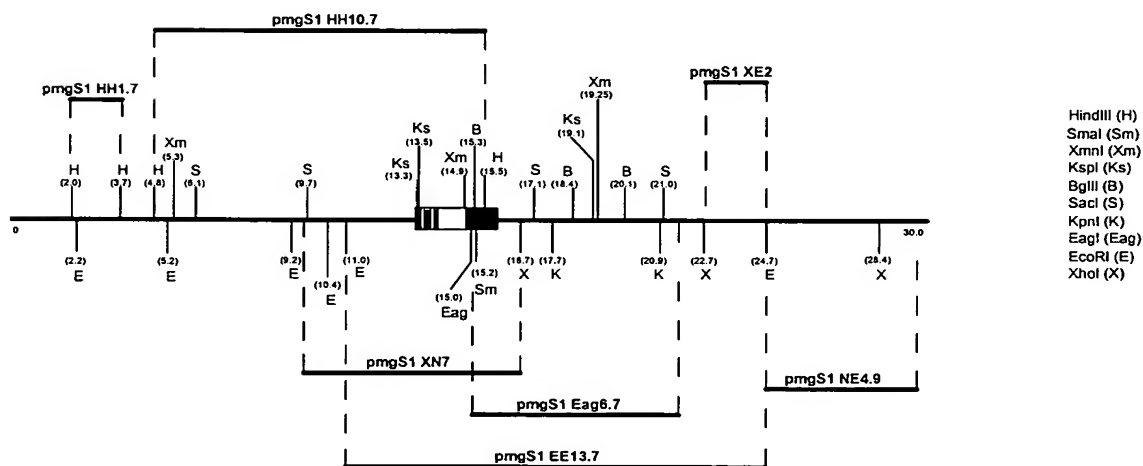 pmgS1 HH10.7
pmgS1 HH1.7
pmgS1 XE2
Xm
(19.25)
HindIII (H)
SmaI (Sm)
XmnI (Xm)
KspI (Ks)
BglII (B)
SacI (S)
KpnI (K)
EagI (Eag)
EcoRI (E)
XhoI (X)
H
(2.0)
H
(3.7)
H
(4.8)
Xm
(5.3)
S
(6.1)
S
(9.7)
Ks
(13.3)
Ks
(13.5)
Xm
(14.9)
B
(15.3)
H
(15.5)
S
(17.1)
B
(18.4)
Ks
(19.1)
B
(20.1)
S
(21.0)
0
30.0
(2.2)
E
(5.2)
E
(9.2)
E
(10.4)
E
(11.0)
E
(15.0)
Eag
(15.2)
Sm
(16.7)
X
(17.7)
K
(20.9)
K
(22.7)
X
(24.7)
E
(28.4)
X
pmgS1 XN7
pmgS1 NE4.9
pmgS1 Eag6.7
pmgS1 EE13.7